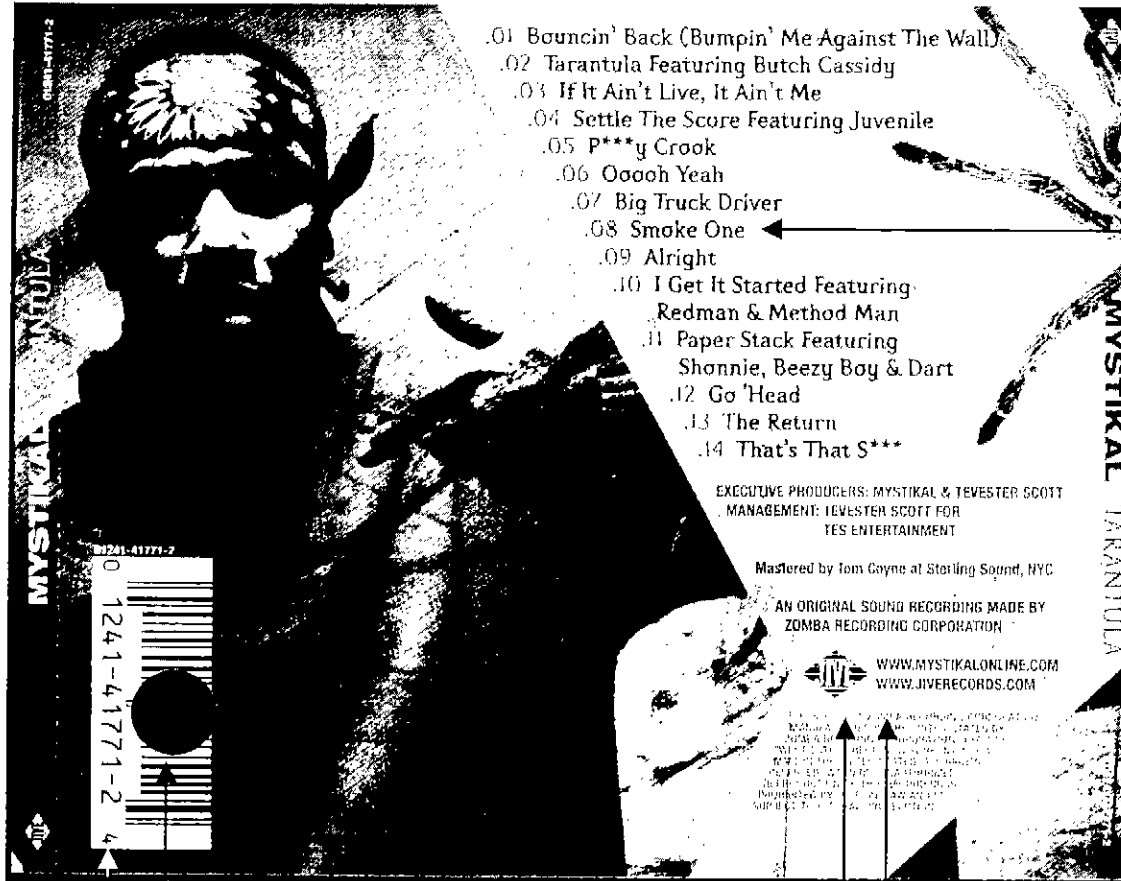 01241-41771-2
MYSTIKAL
.01 Bouncin' Back (Bumpin' Me Against The Wall)
.02 Tarantula Featuring Butch Cassidy
.03 If It Ain't Live, It Ain't Me
.04 Settle The Score Featuring Juvenile
.05 P***y Crook
.06 Ooooh Yeah
.07 Big Truck Driver
.08 Smoke One
.09 Alright
.10 I Get It Started Featuring
Redman & Method Man
.11 Paper Stack Featuring
Shonnie, Beezy Boy & Dart
.12 Go 'Head
.13 The Return
.14 That's That S***
EXECUTIVE PRODUCERS: MYSTIKAL & TEVESTER SCOTT
MANAGEMENT: TEVESTER SCOTT FOR
TES ENTERTAINMENT
Mastered by Tom Coyne at Sterling Sound, NYC
AN ORIGINAL SOUND RECORDING MADE BY
ZOMBA RECORDING CORPORATION
WWW.MYSTIKALONLINE.COM
WWW.JIVERECORDS.COM
01241-41771-2
0 1241-41771-2 4
MYSTIKAL TARANTULA